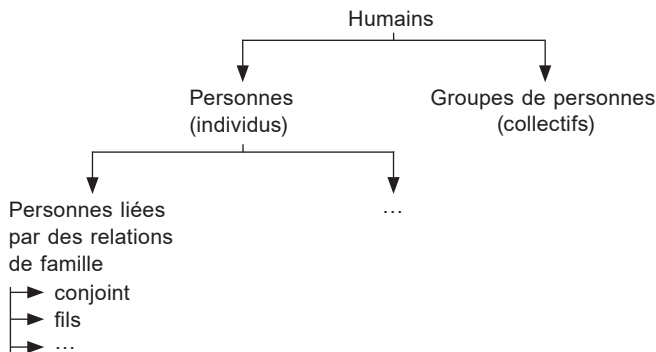 Humains
Personnes
(individus)
Groupes de personnes
(collectifs)
Personnes liées
par des relations
de famille
…
conjoint
fils
…